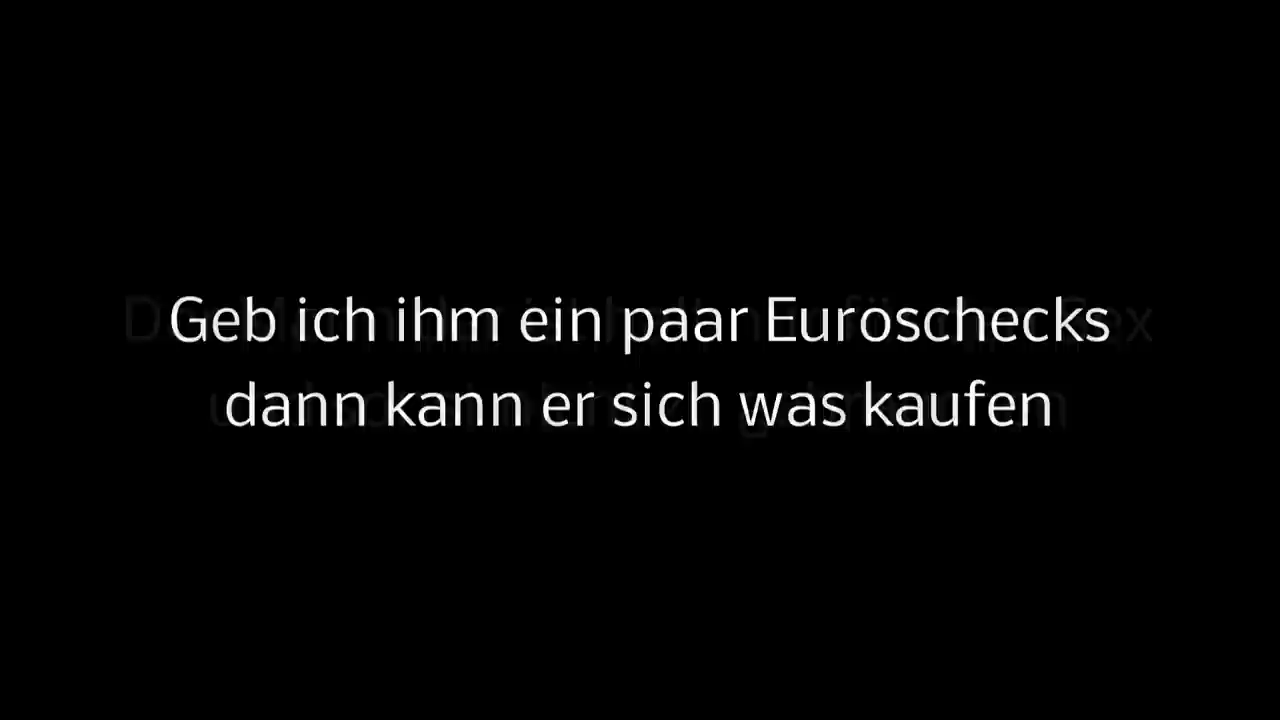 Geb ich ihm ein paar Euroschecks
dann kann er sich was kaufen